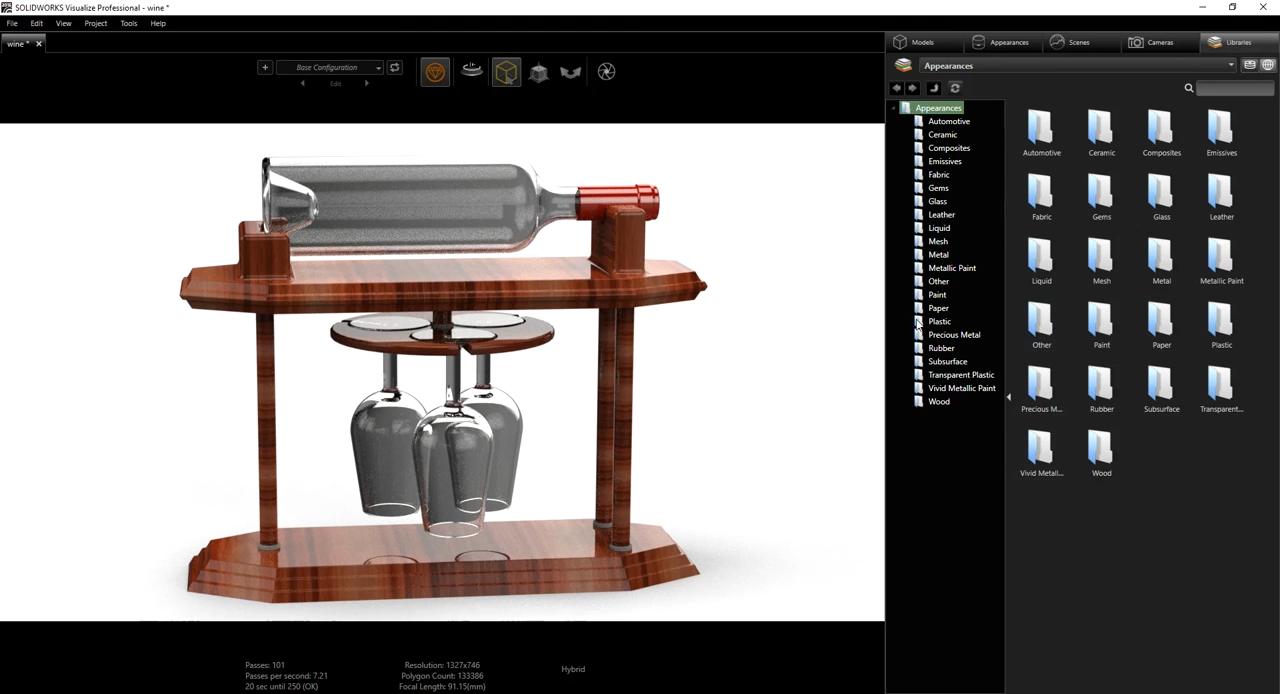 SOLIDWORKS Visualize Professional - wine *
File Edit View Project Tools Help
wine *
Base Configuration
Edit
Models Appearances Scenes Cameras Libraries
Appearances
Appearances
Automotive
Ceramic
Composites
Emissives
Fabric
Gems
Glass
Leather
Liquid
Mesh
Metal
Metallic Paint
Other
Paint
Paper
Plastic
Precious Metal
Rubber
Subsurface
Transparent Plastic
Vivid Metallic Paint
Wood
Automotive Ceramic Composites Emissives
Fabric Gems Glass Leather
Liquid Mesh Metal Metallic Paint
Other Paint Paper Plastic
Precious M... Rubber Subsurface Transparent...
Vivid Metall... Wood
Passes: 101
Passes per second: 7.21
20 sec until 250 (OK)
Resolution: 1327x746
Polygon Count: 133386
Focal Length: 91.15(mm)
Hybrid